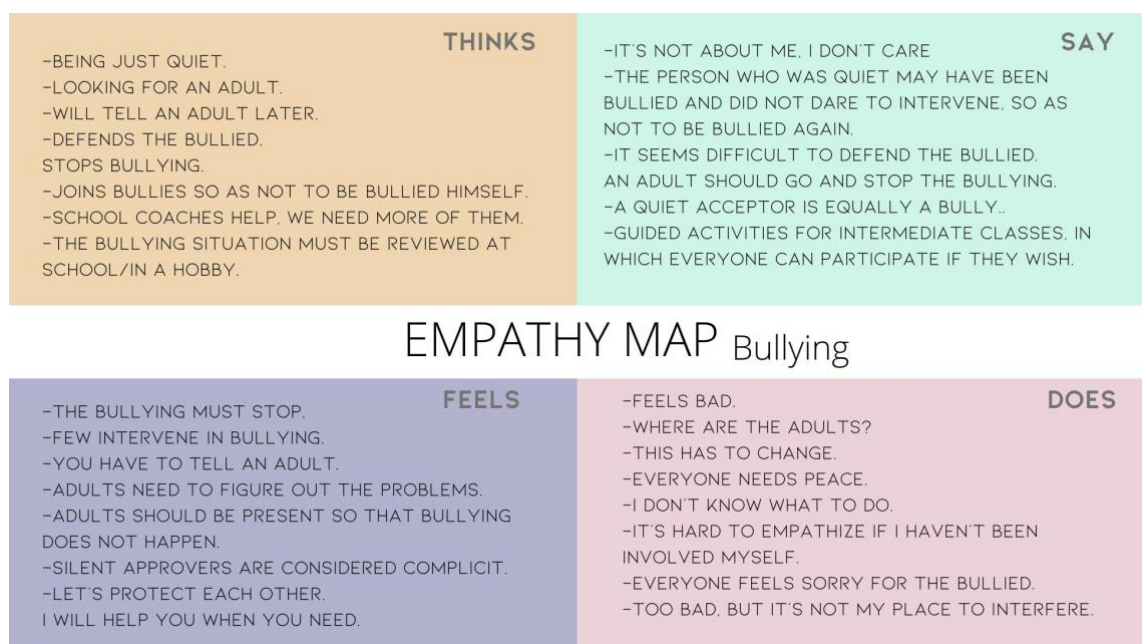 THINKS
-BEING JUST QUIET.
-LOOKING FOR AN ADULT.
-WILL TELL AN ADULT LATER.
-DEFENDS THE BULLIED.
STOPS BULLYING.
-JOINS BULLIES SO AS NOT TO BE BULLIED HIMSELF.
-SCHOOL COACHES HELP, WE NEED MORE OF THEM.
-THE BULLYING SITUATION MUST BE REVIEWED AT
SCHOOL/IN A HOBBY.
SAY
-IT'S NOT ABOUT ME, I DON'T CARE
-THE PERSON WHO WAS QUIET MAY HAVE BEEN
BULLIED AND DID NOT DARE TO INTERVENE, SO AS
NOT TO BE BULLIED AGAIN.
-IT SEEMS DIFFICULT TO DEFEND THE BULLIED.
AN ADULT SHOULD GO AND STOP THE BULLYING.
-A QUIET ACCEPTOR IS EQUALLY A BULLY..
-GUIDED ACTIVITIES FOR INTERMEDIATE CLASSES, IN
WHICH EVERYONE CAN PARTICIPATE IF THEY WISH.
EMPATHY MAP Bullying
FEELS
-THE BULLYING MUST STOP.
-FEW INTERVENE IN BULLYING.
-YOU HAVE TO TELL AN ADULT.
-ADULTS NEED TO FIGURE OUT THE PROBLEMS.
-ADULTS SHOULD BE PRESENT SO THAT BULLYING
DOES NOT HAPPEN.
-SILENT APPROVERS ARE CONSIDERED COMPLICIT.
-LET'S PROTECT EACH OTHER.
I WILL HELP YOU WHEN YOU NEED.
DOES
-FEELS BAD.
-WHERE ARE THE ADULTS?
-THIS HAS TO CHANGE.
-EVERYONE NEEDS PEACE.
-I DON'T KNOW WHAT TO DO.
-IT'S HARD TO EMPATHIZE IF I HAVEN'T BEEN
INVOLVED MYSELF.
-EVERYONE FEELS SORRY FOR THE BULLIED.
-TOO BAD, BUT IT'S NOT MY PLACE TO INTERFERE.